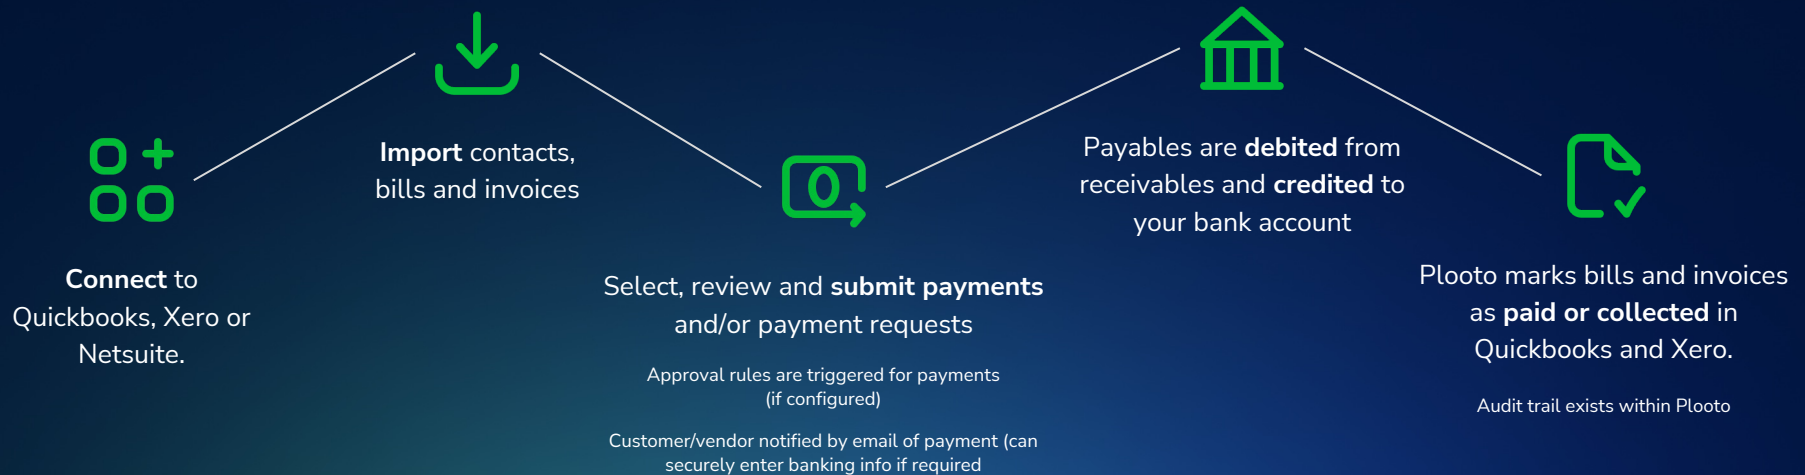 Connect to
Quickbooks, Xero or
Netsuite.
Import contacts,
bills and invoices
Select, review and submit payments
and/or payment requests
Approval rules are triggered for payments
(if configured)
Customer/vendor notified by email of payment (can
securely enter banking info if required
Payables are debited from
receivables and credited to
your bank account
Plooto marks bills and invoices
as paid or collected in
Quickbooks and Xero.
Audit trail exists within Plooto